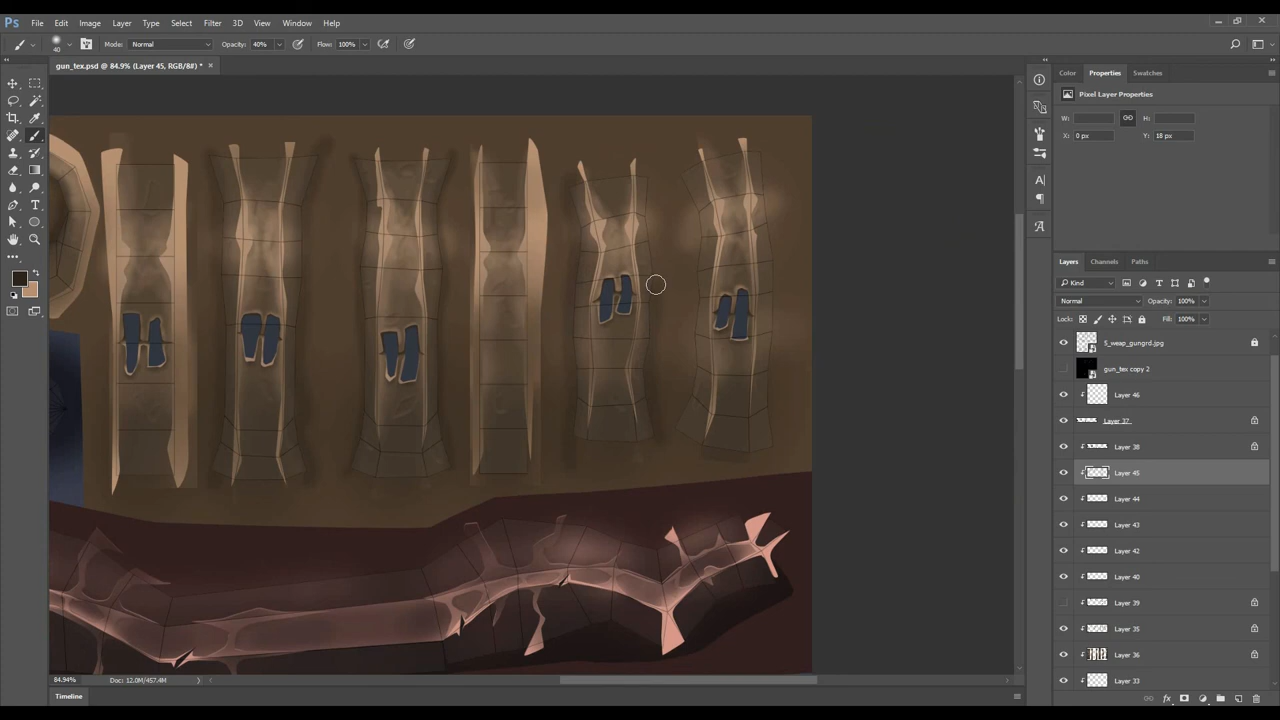 Ps File Edit Image Layer Type Select Filter 3D View Window Help
40 Mode: Normal Opacity: 40% Flow: 100%
gun_tex.psd @ 84.9% (Layer 45, RGB/8#) * ×
Color Properties Swatches
Pixel Layer Properties
W: H:
X: 0 px Y: 18 px
Layers Channels Paths
Kind
Normal Opacity: 100%
Lock: Fill: 100%
S_weap_gungrd.jpg
gun_tex copy 2
Layer 46
Layer 37
Layer 38
Layer 45
Layer 44
Layer 43
Layer 42
Layer 40
Layer 39
Layer 35
Layer 36
Layer 33
84.94% Doc: 12.0M/457.4M
Timeline